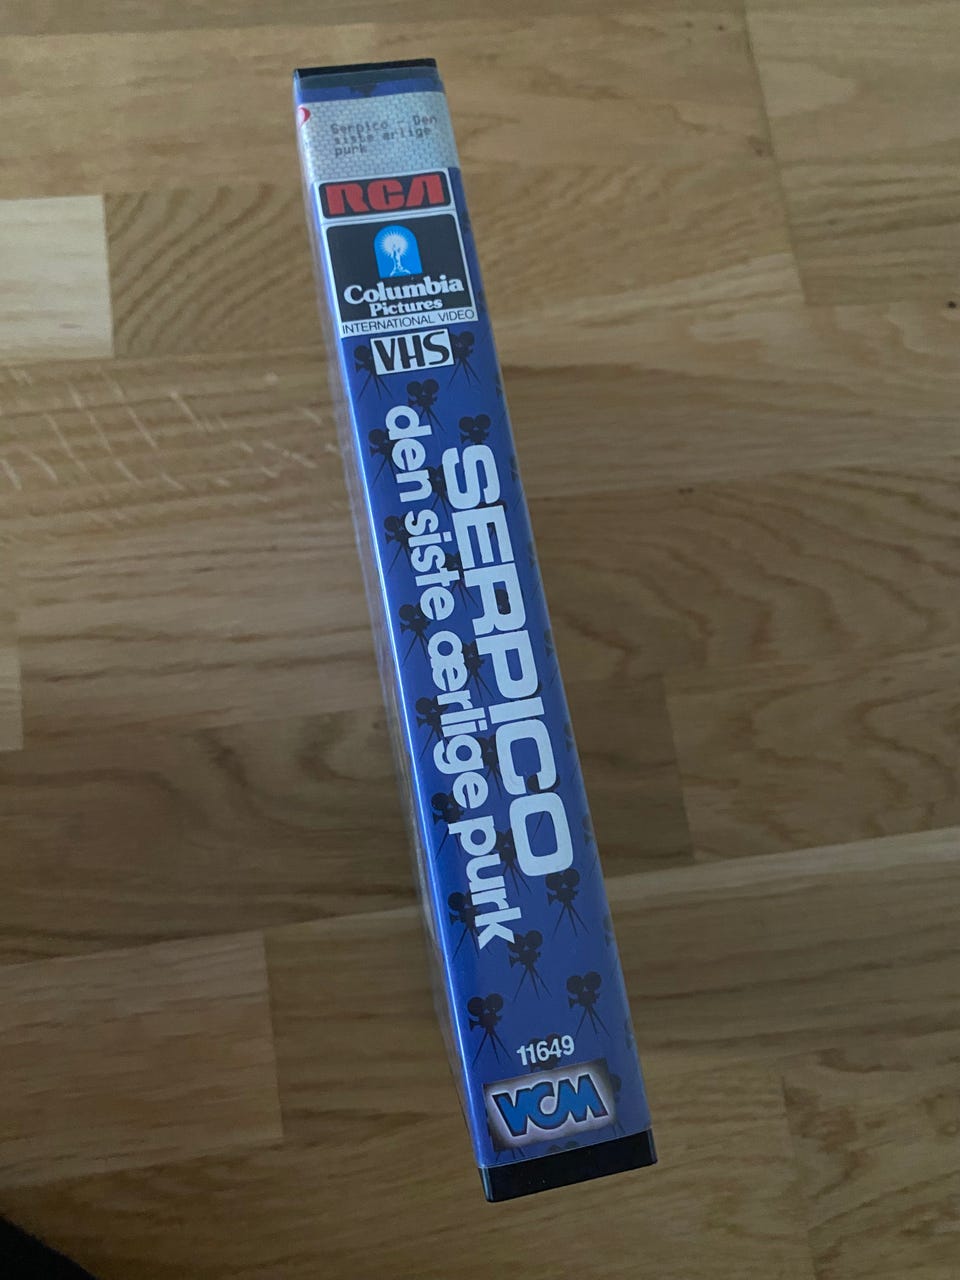 Serpico - Den
siste ærlige
purk
RCA
Columbia
Pictures
INTERNATIONAL VIDEO
VHS
SERPICO
den siste ærlige purk
11649
VCM